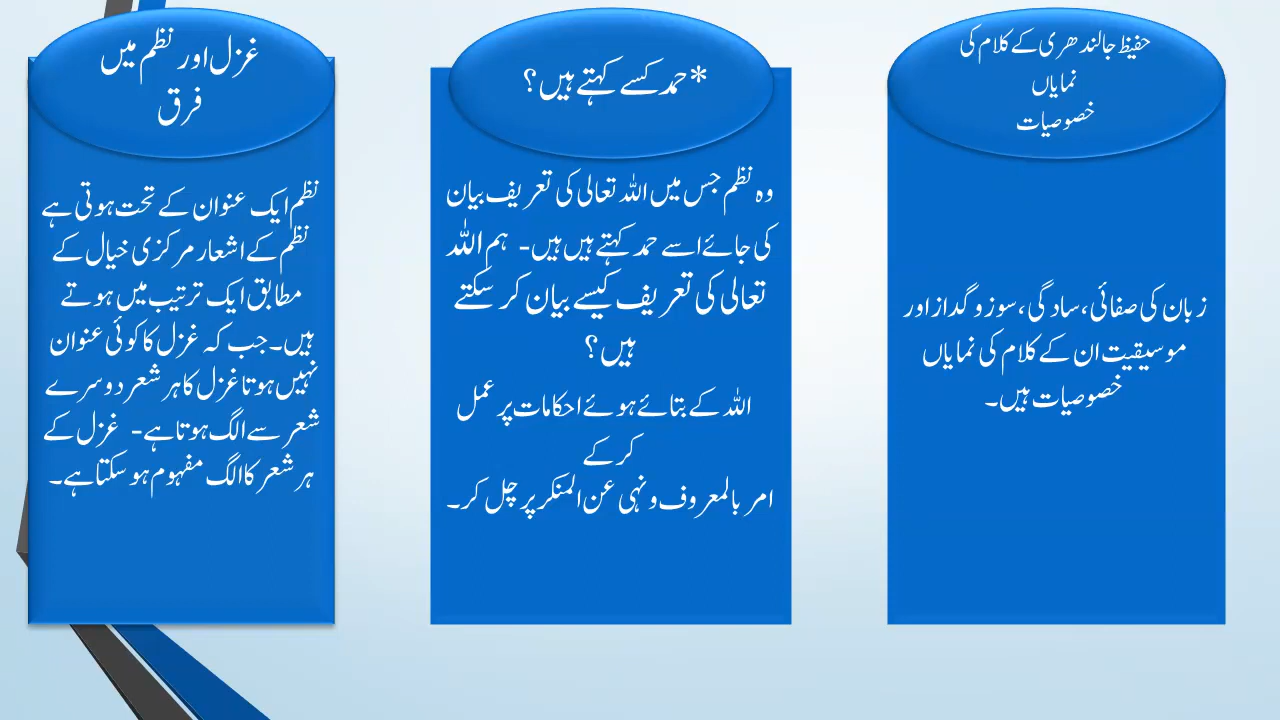 حفیظ جالندھری کے کلام کی
نمایاں
خصوصیات
زبان کی صفائی، سادگی، سوز و گداز اور
موسیقیت ان کے کلام کی نمایاں
خصوصیات ہیں۔
*حمد کسے کہتے ہیں؟
وہ نظم جس میں اللہ تعالی کی تعریف بیان
کی جائے اسے حمد کہتے ہیں ہیں- ہم اللہ
تعالی کی تعریف کیسے بیان کر سکتے
ہیں؟
اللہ کے بتائے ہوئے احکامات پر عمل
کر کے
امر بالمعروف و نہی عن المنکر پر چل کر۔
غزل اور نظم میں
فرق
نظم ایک عنوان کے تحت ہوتی ہے
نظم کے اشعار مرکزی خیال کے
مطابق ایک ترتیب میں ہوتے
ہیں۔جب کہ غزل کا کوئی عنوان
نہیں ہوتا غزل کا ہر شعر دوسرے
شعر سے الگ ہوتا ہے- غزل کے
ہر شعر کا الگ مفہوم ہو سکتا ہے۔